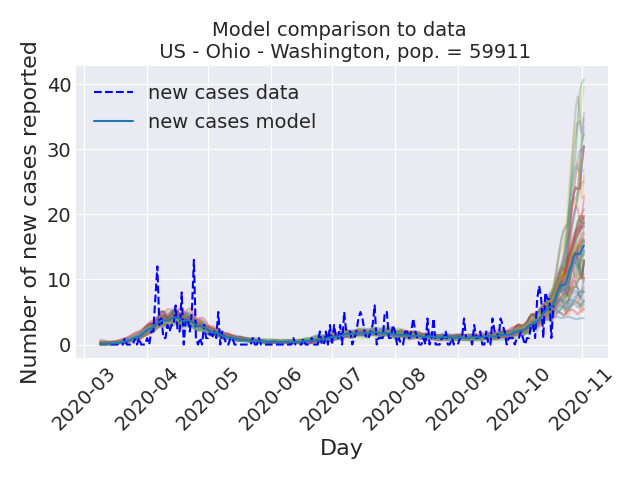 Model comparison to data
US - Ohio - Washington, pop. = 59911
new cases data
new cases model
Number of new cases reported
40
30
20
10
0
2020-03
2020-04
2020-05
2020-06
2020-07
2020-08
2020-09
2020-10
2020-11
Day